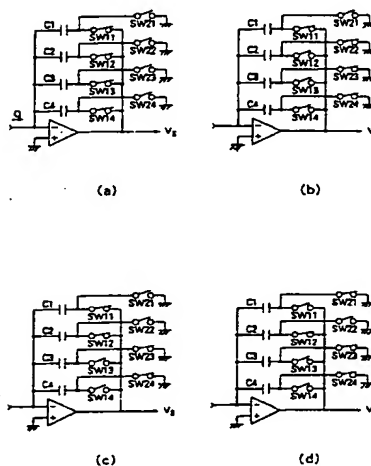 C1 SW21
SW11
C2 SW22
SW12
C3 SW23
SW13
C4 SW24
Q SW14
VS
(a)
C1 SW21
SW11
C2 SW22
SW12
C3 SW23
SW13
C4 SW24
SW14
V
(b)
C1 SW21
SW11
C2 SW22
SW12
C3 SW23
SW13
C4 SW24
SW14
VS
(c)
C1 SW21
SW11
C2 SW22
SW12
C3 SW23
SW13
C4 SW24
SW14
V
(d)